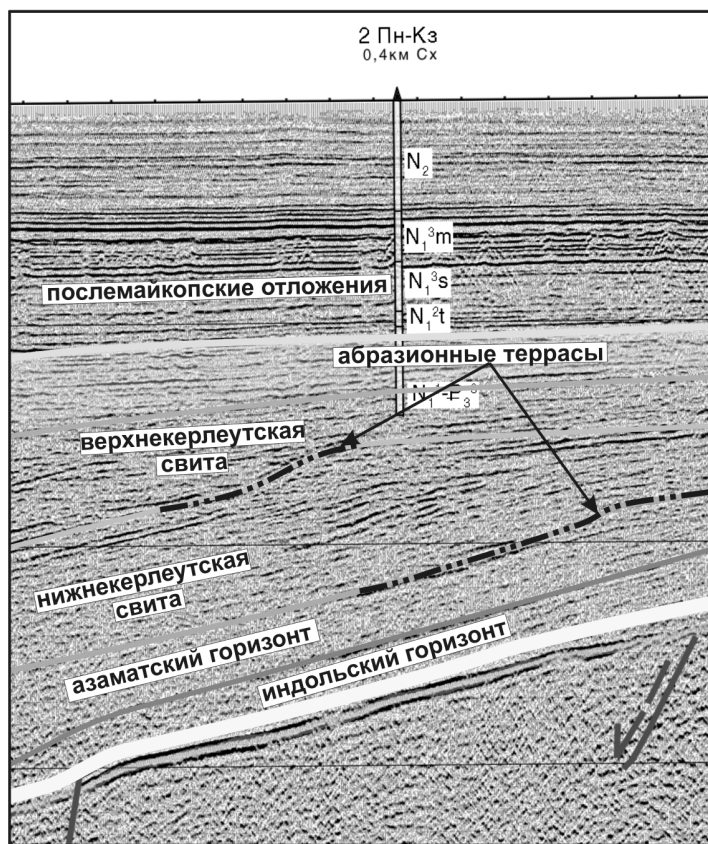 2 Пн-Кз
0,4км Сх
N₂
N₁³m
N₁³s
послемайкопские отложения
N₁²t
абразионные террасы
верхнекерлеутская
свита
нижнекерлеутская
свита
азаматский горизонт
индольский горизонт